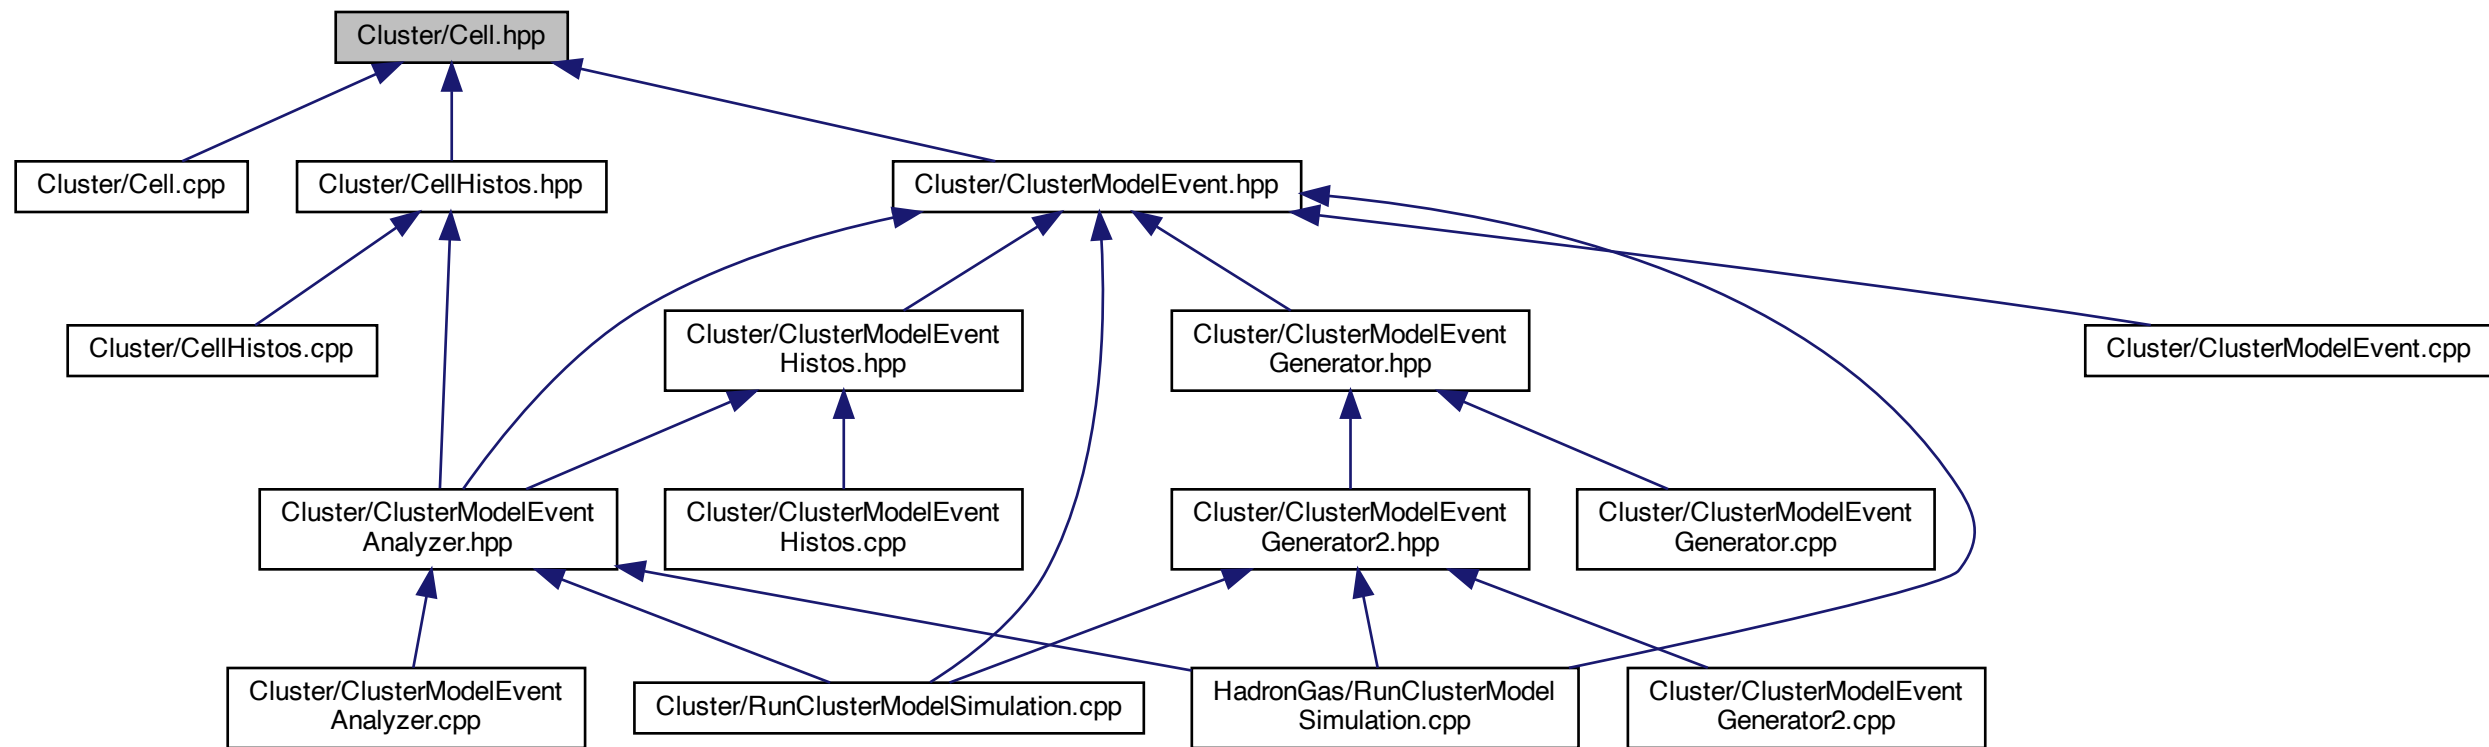 Cluster/Cell.hpp
Cluster/Cell.cpp
Cluster/CellHistos.hpp
Cluster/ClusterModelEvent.hpp
Cluster/CellHistos.cpp
Cluster/ClusterModelEvent
Histos.hpp
Cluster/ClusterModelEvent
Generator.hpp
Cluster/ClusterModelEvent.cpp
Cluster/ClusterModelEvent
Analyzer.hpp
Cluster/ClusterModelEvent
Histos.cpp
Cluster/ClusterModelEvent
Generator2.hpp
Cluster/ClusterModelEvent
Generator.cpp
Cluster/ClusterModelEvent
Analyzer.cpp
Cluster/RunClusterModelSimulation.cpp
HadronGas/RunClusterModel
Simulation.cpp
Cluster/ClusterModelEvent
Generator2.cpp